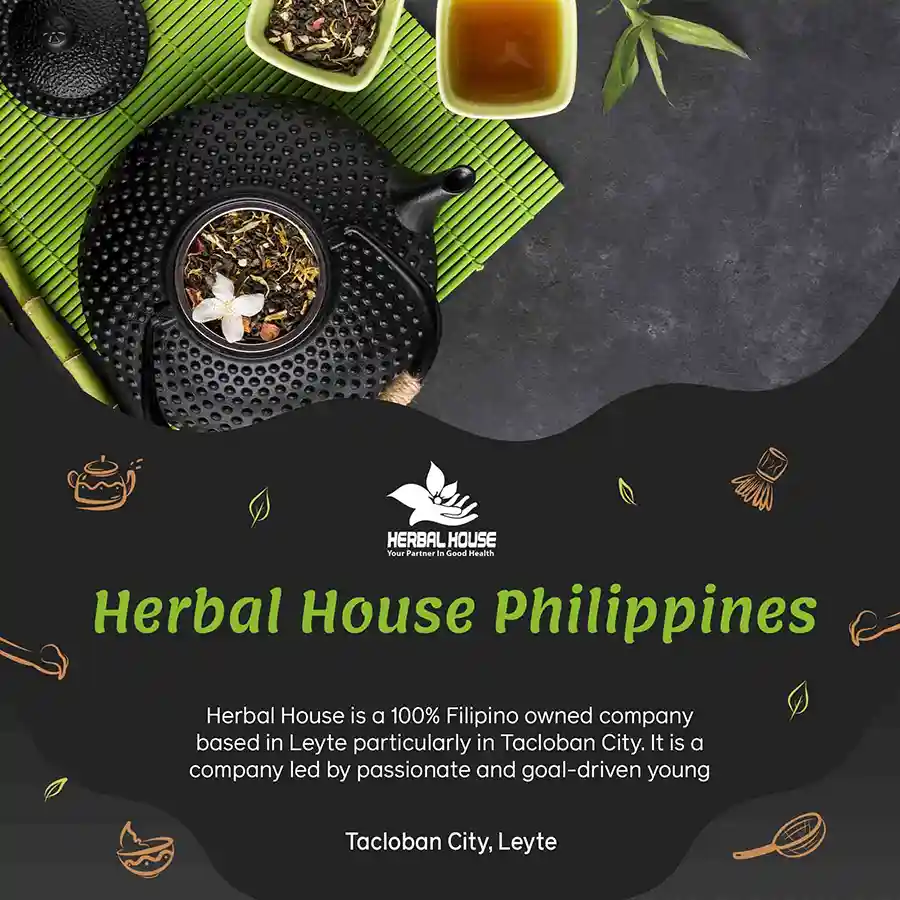 HERBAL HOUSE
Your Partner In Good Health
Herbal House Philippines
Herbal House is a 100% Filipino owned company
based in Leyte particularly in Tacloban City. It is a
company led by passionate and goal-driven young
Tacloban City, Leyte